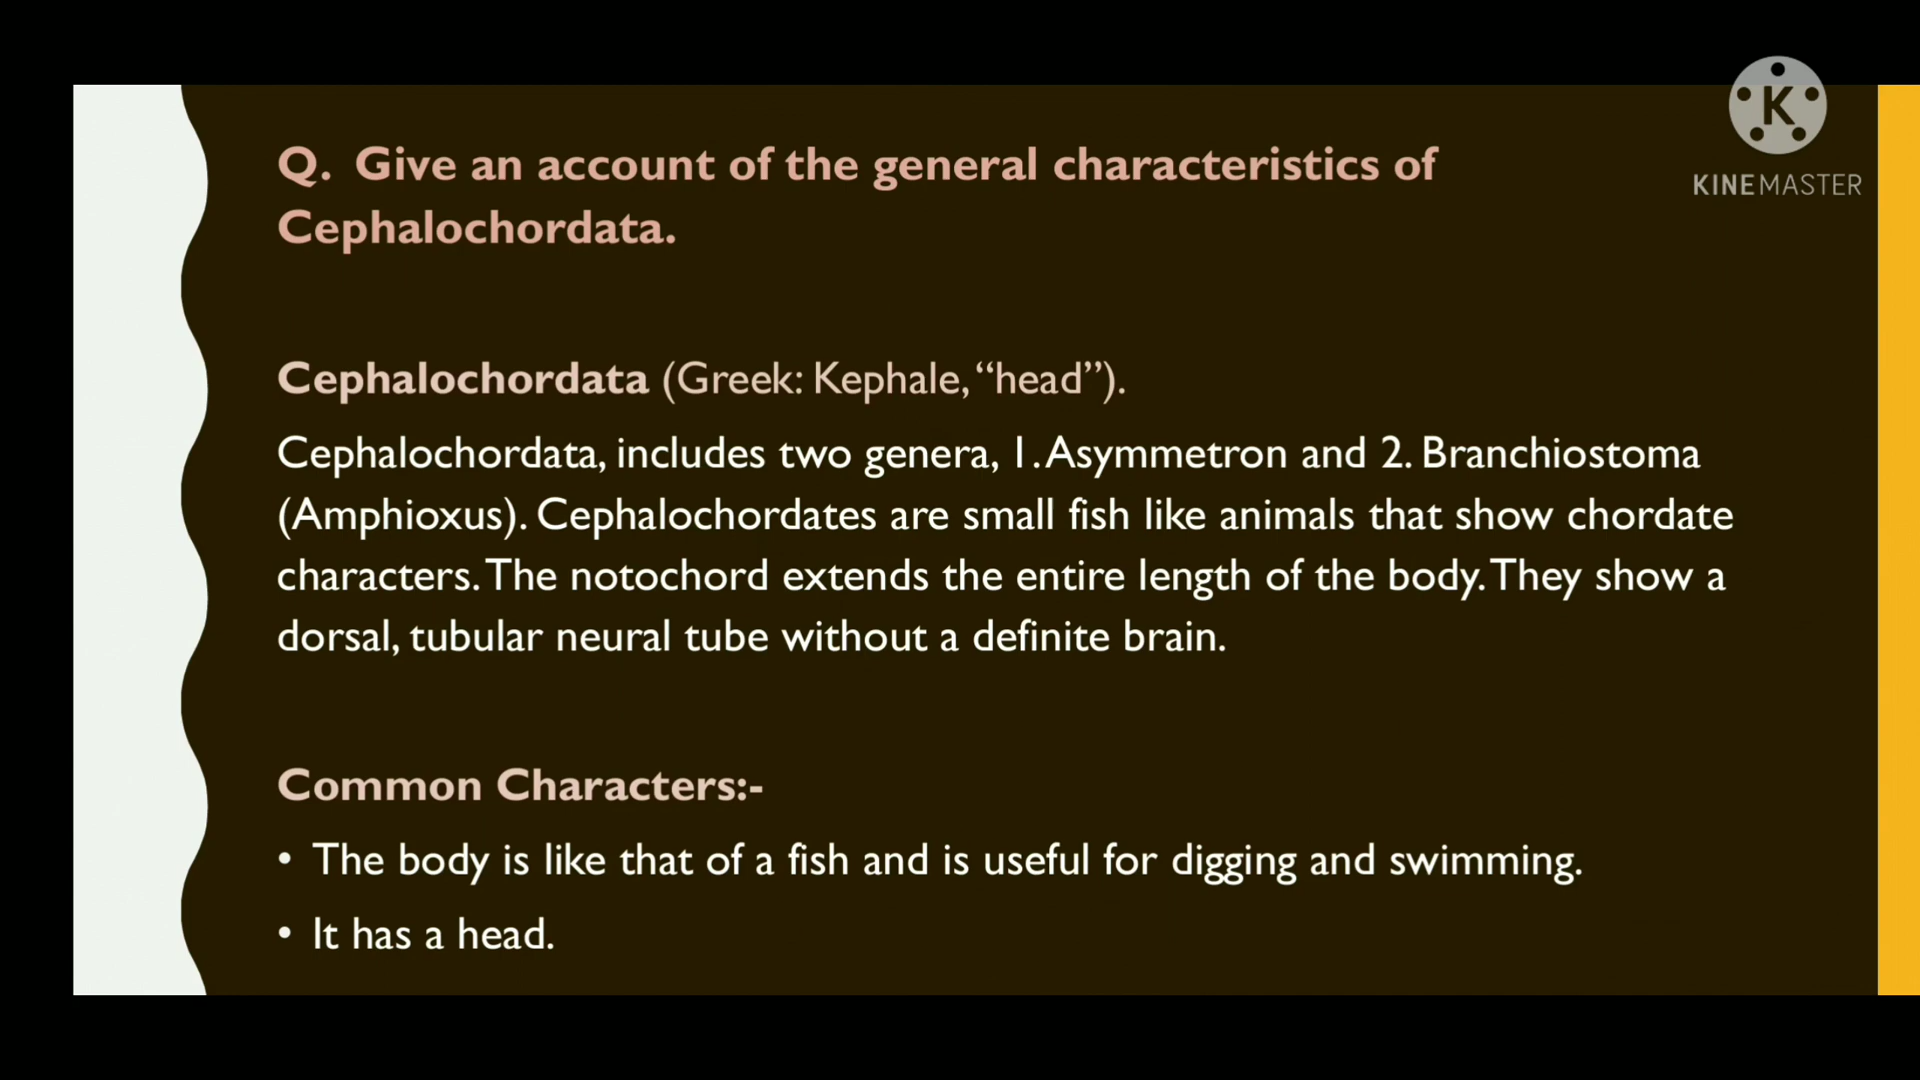 K
KINEMASTER
Q. Give an account of the general characteristics of
Cephalochordata.
Cephalochordata (Greek: Kephale, “head”).
Cephalochordata, includes two genera, 1. Asymmetron and 2. Branchiostoma
(Amphioxus). Cephalochordates are small fish like animals that show chordate
characters. The notochord extends the entire length of the body. They show a
dorsal, tubular neural tube without a definite brain.
Common Characters:-
• The body is like that of a fish and is useful for digging and swimming.
• It has a head.